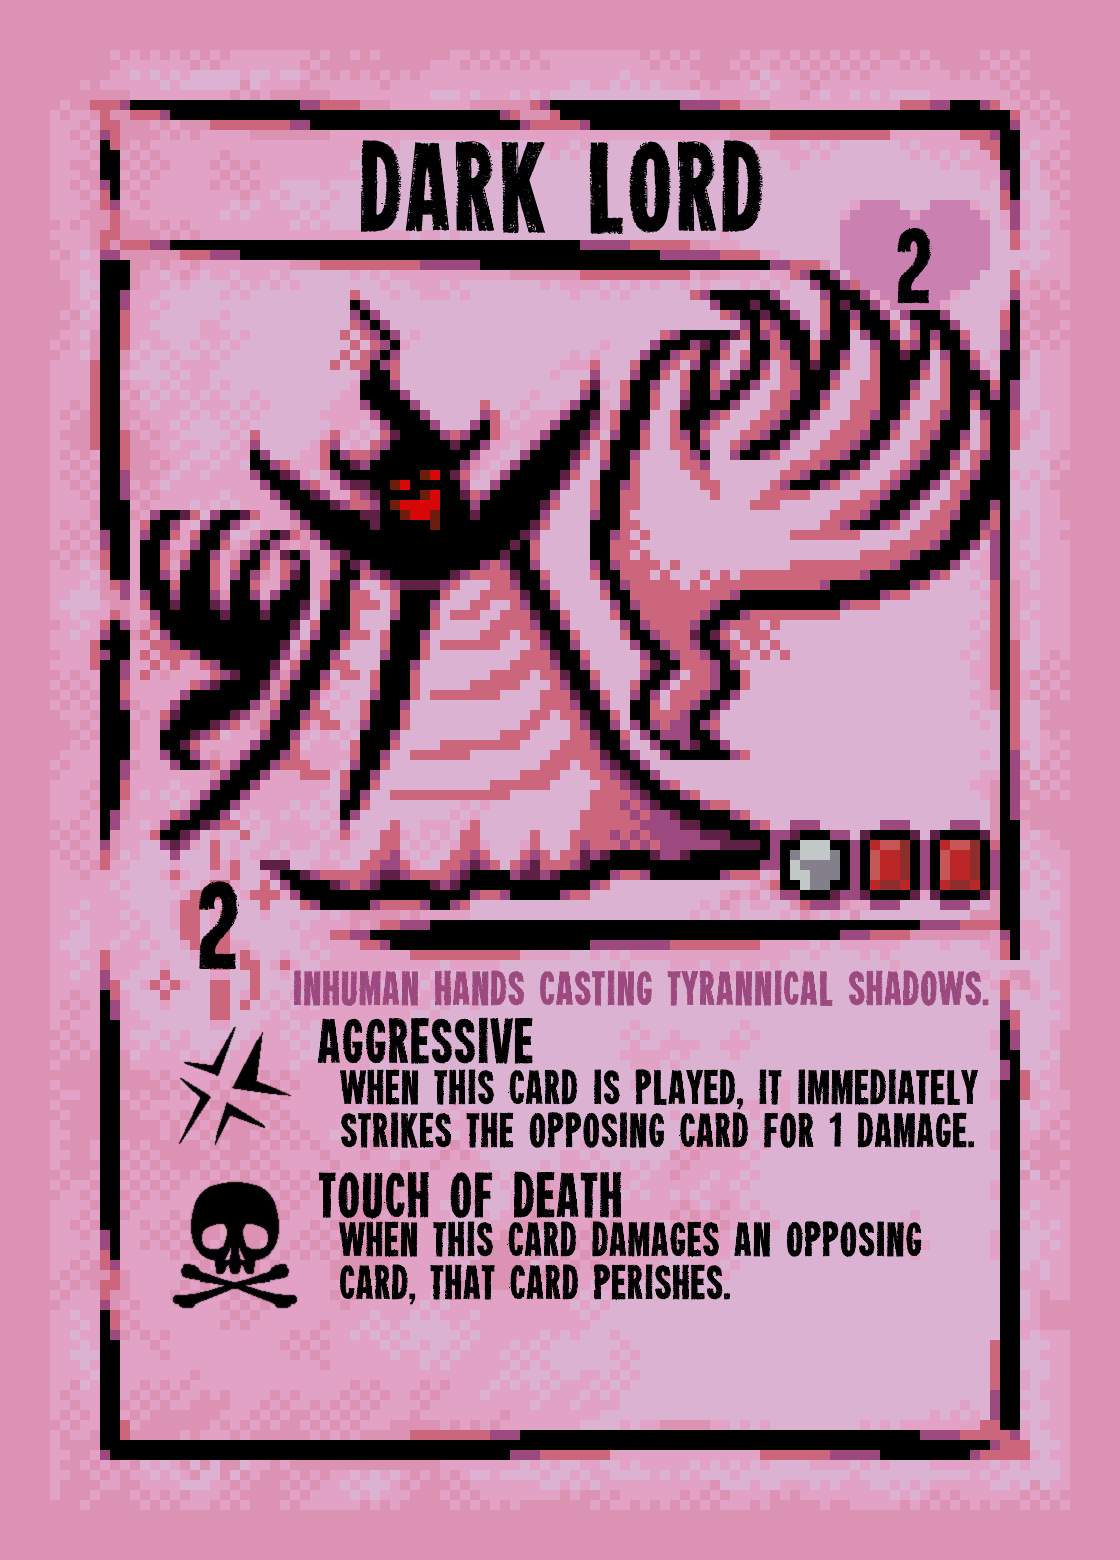 DARK LORD
2
2
INHUMAN HANDS CASTING TYRANNICAL SHADOWS.
AGGRESSIVE
WHEN THIS CARD IS PLAYED, IT IMMEDIATELY
STRIKES THE OPPOSING CARD FOR 1 DAMAGE.
TOUCH OF DEATH
WHEN THIS CARD DAMAGES AN OPPOSING
CARD, THAT CARD PERISHES.